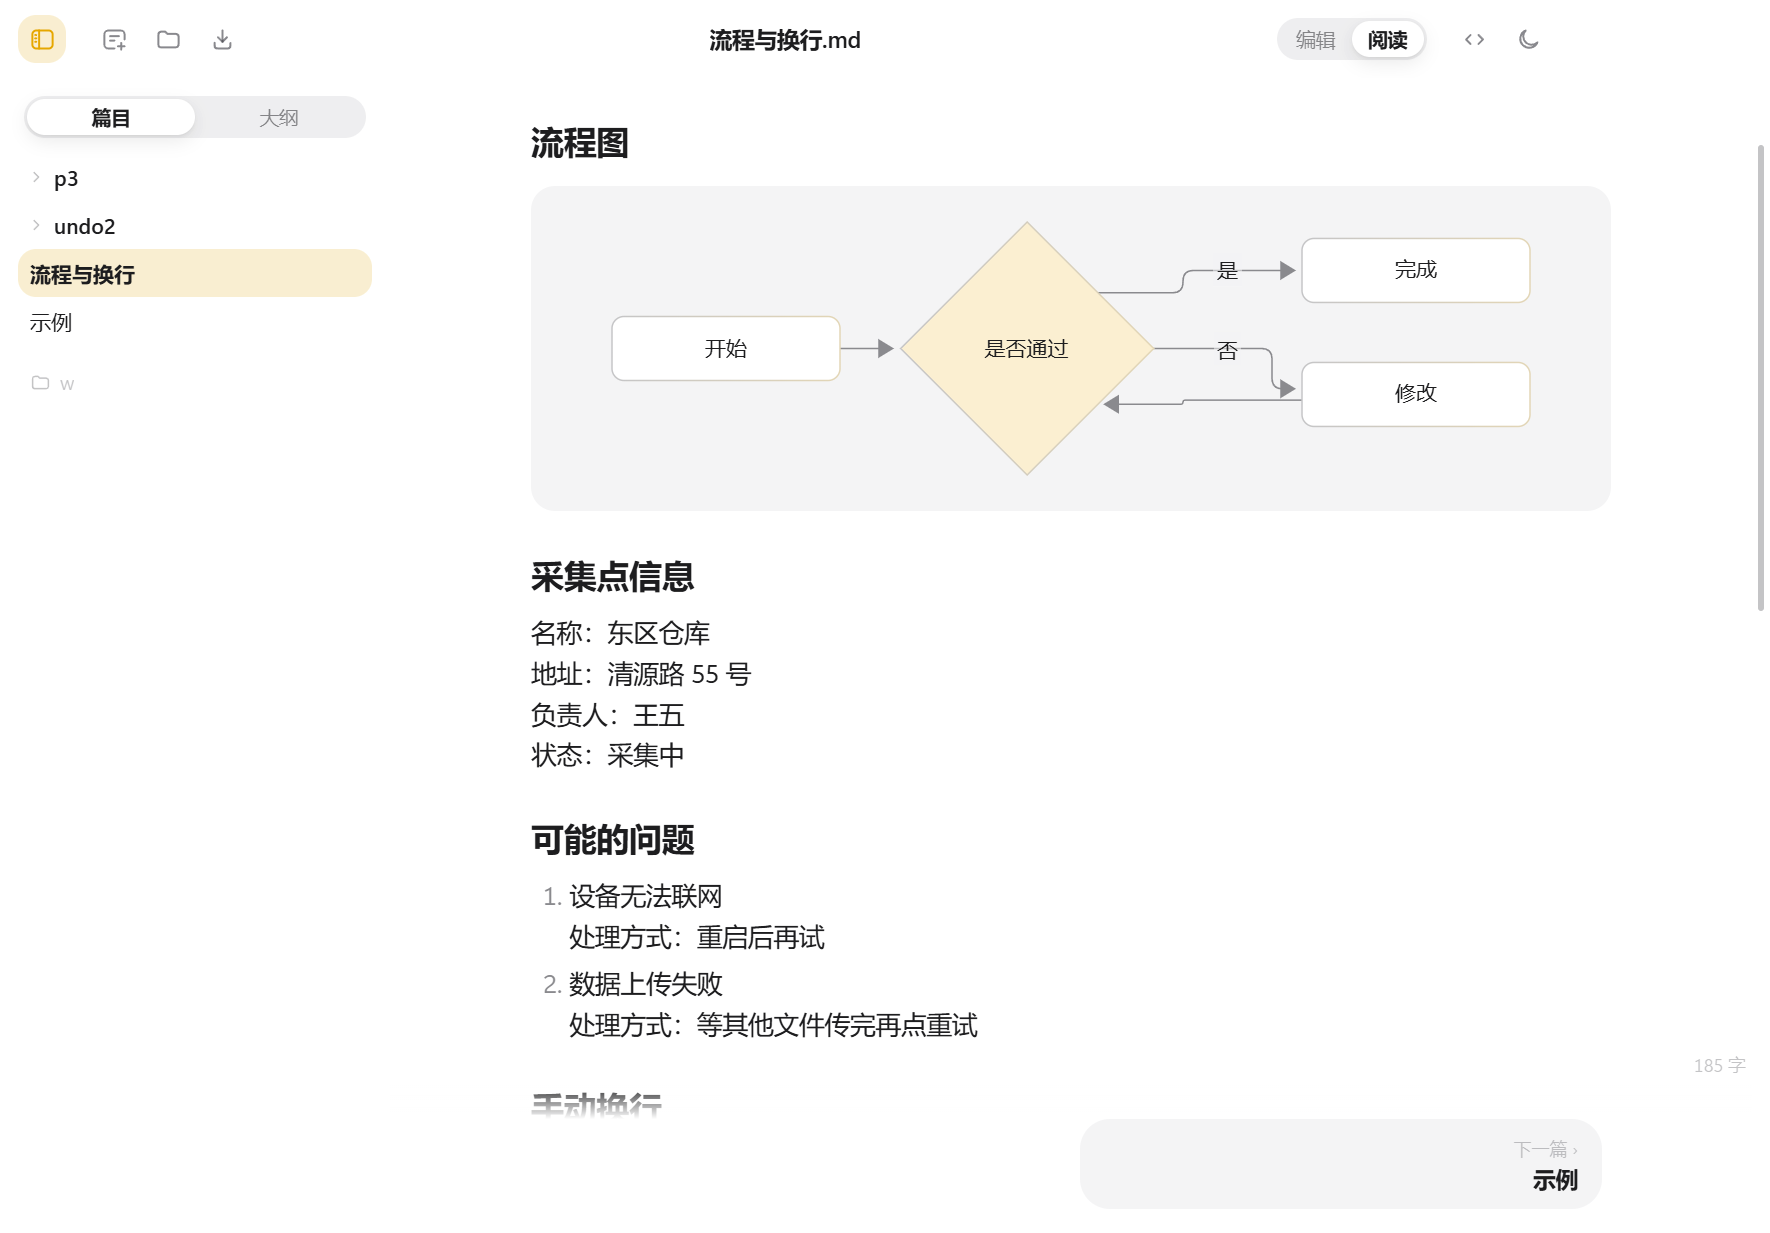 流程与换行.md
编辑
阅读
篇目
大纲
p3
undo2
流程与换行
示例
w
流程图
开始
是否通过
是
否
完成
修改
采集点信息
名称：东区仓库
地址：清源路 55 号
负责人：王五
状态：采集中
可能的问题
1. 设备无法联网
处理方式：重启后再试
2. 数据上传失败
处理方式：等其他文件传完再点重试
手动换行
185 字
下一篇 ›
示例